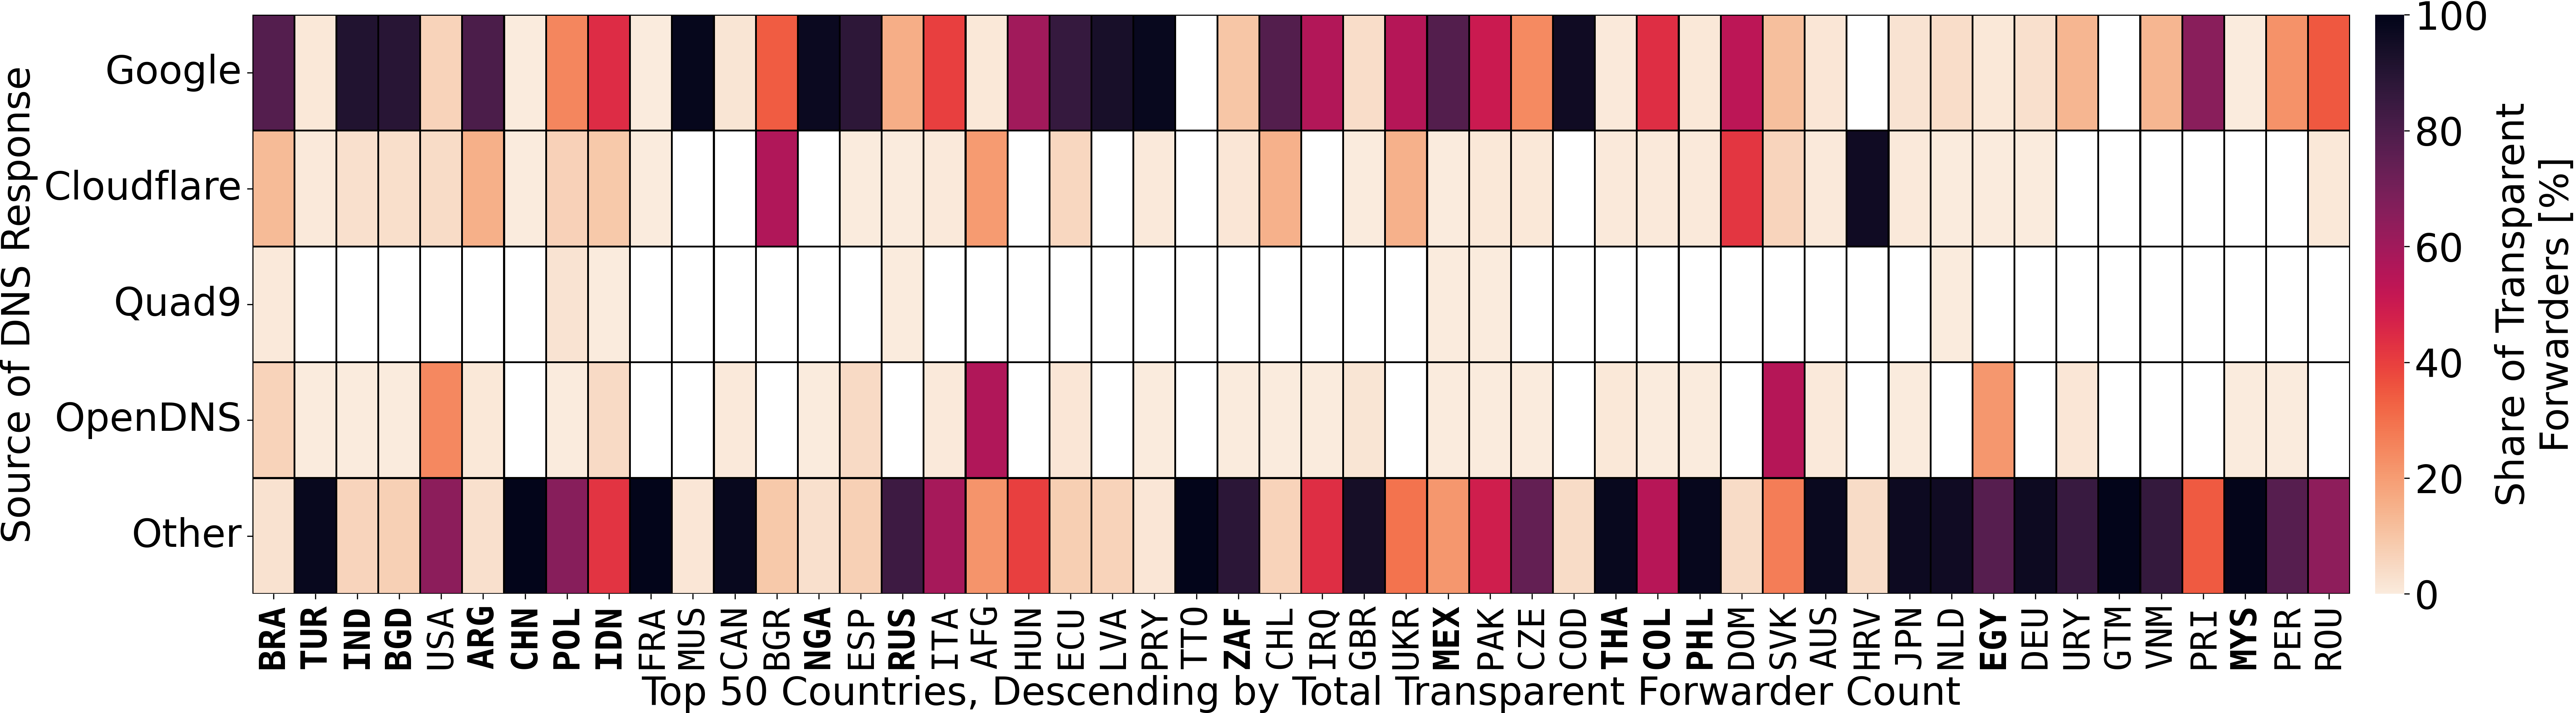 Source of DNS Response
Google
Cloudflare
Quad9
OpenDNS
Other
BRA TUR IND BGD USA ARG CHN POL IDN FRA MUS CAN BGR NGA ESP RUS ITA AFG HUN ECU LVA PRY TTO ZAF CHL IRQ GBR UKR MEX PAK CZE COD THA COL PHL DOM SVK AUS HRV JPN NLD EGY DEU URY GTM VNM PRI MYS PER ROU
Top 50 Countries, Descending by Total Transparent Forwarder Count
100
80
60
40
20
0
Share of Transparent
Forwarders [%]